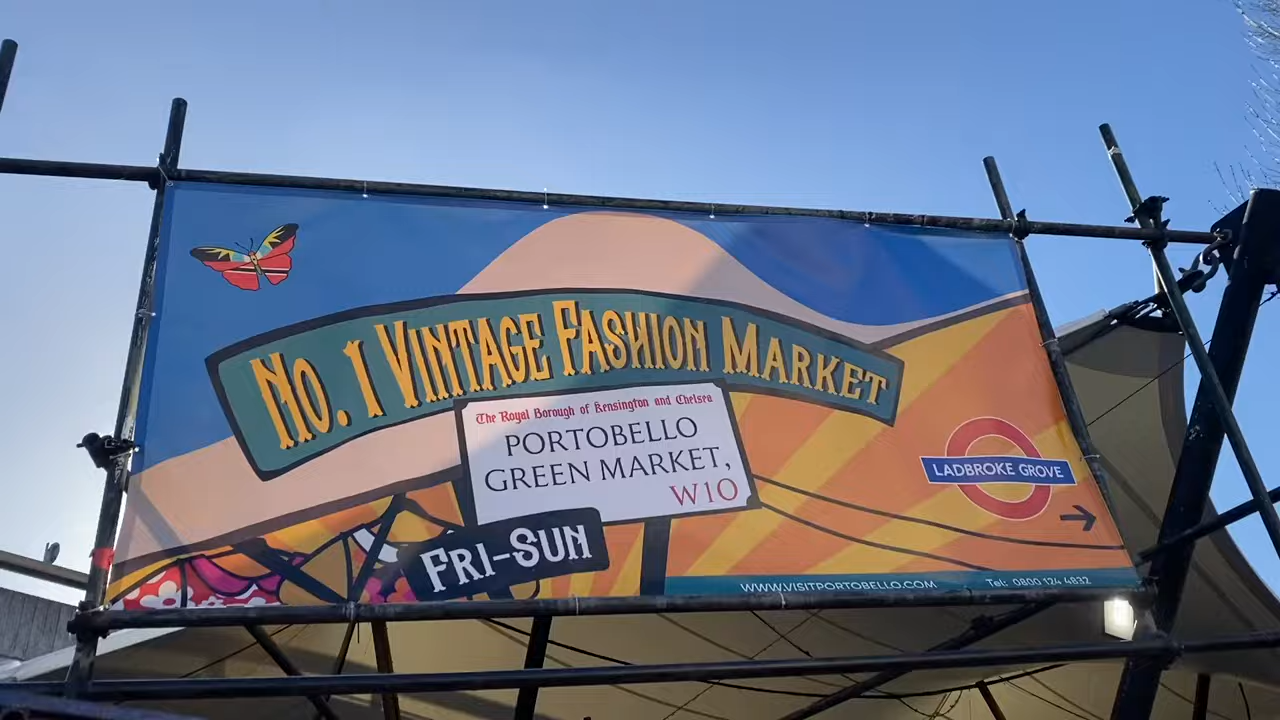 No. 1 Vintage Fashion Market
The Royal Borough of Kensington and Chelsea
PORTOBELLO
GREEN MARKET,
W10
LADBROKE GROVE
Fri-Sun
WWW.VISITPORTOBELLO.COM Tel: 0800 124 4832